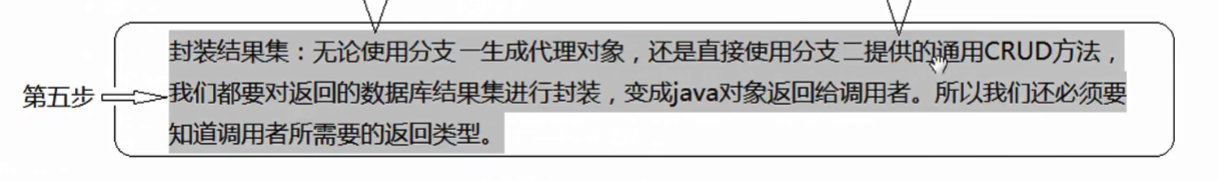 封装结果集：无论使用分支一生成代理对象，还是直接使用分支二提供的通用CRUD方法，
第五步 我们都要对返回的数据库结果集进行封装，变成java对象返回给调用者。所以我们还必须要
知道调用者所需要的返回类型。